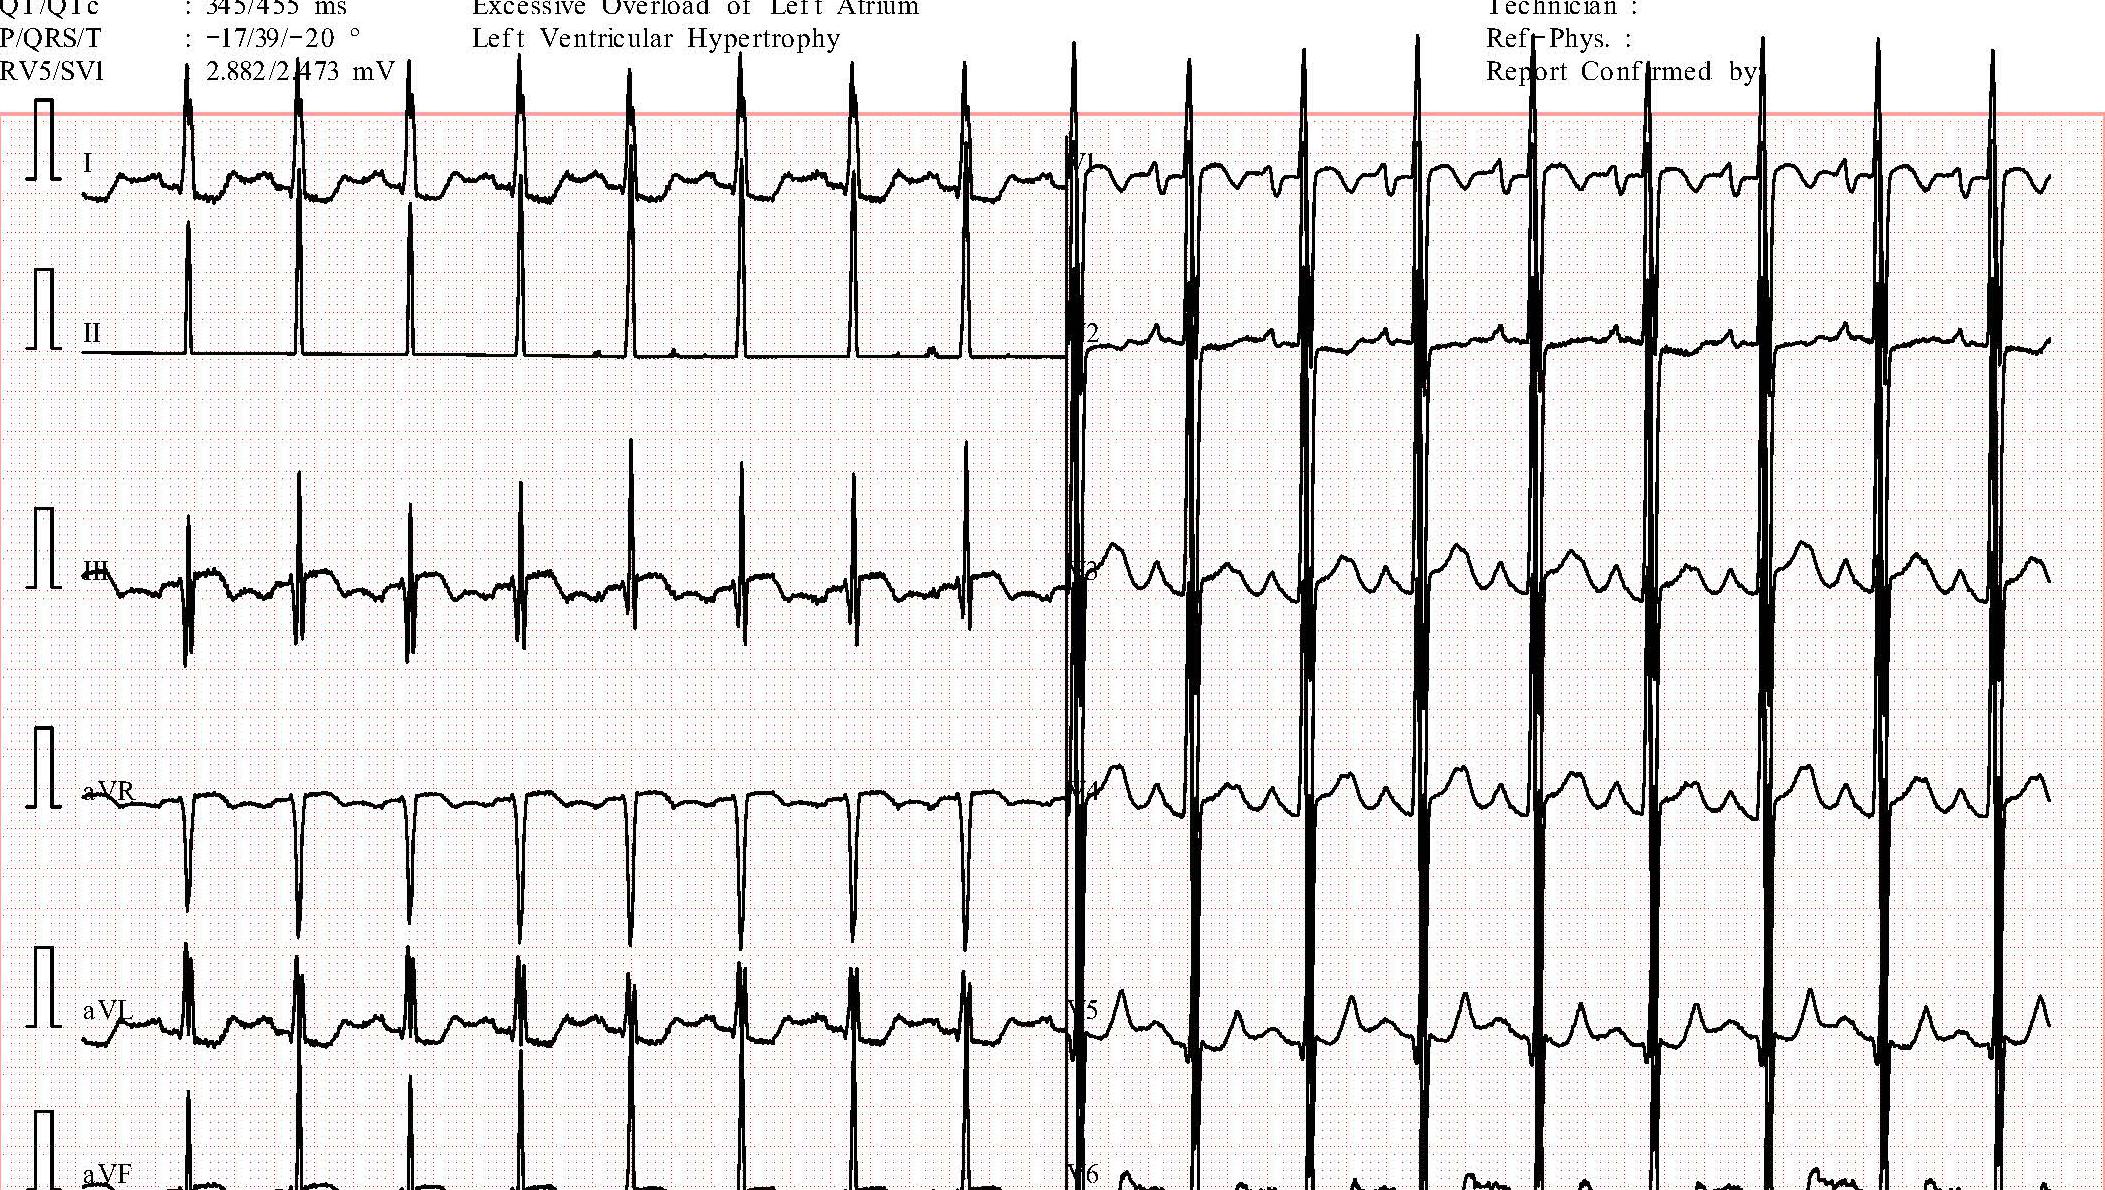 QT/QTc : 345/455 ms
P/QRS/T : -17/39/-20 °
RV5/SV1 : 2.882/2.473 mV
Excessive Overload of Left Atrium
Left Ventricular Hypertrophy
Technician :
Ref-Phys. :
Report Confirmed by:
I
V1
II
V2
III
V3
aVR
V4
aVL
V5
aVF
V6